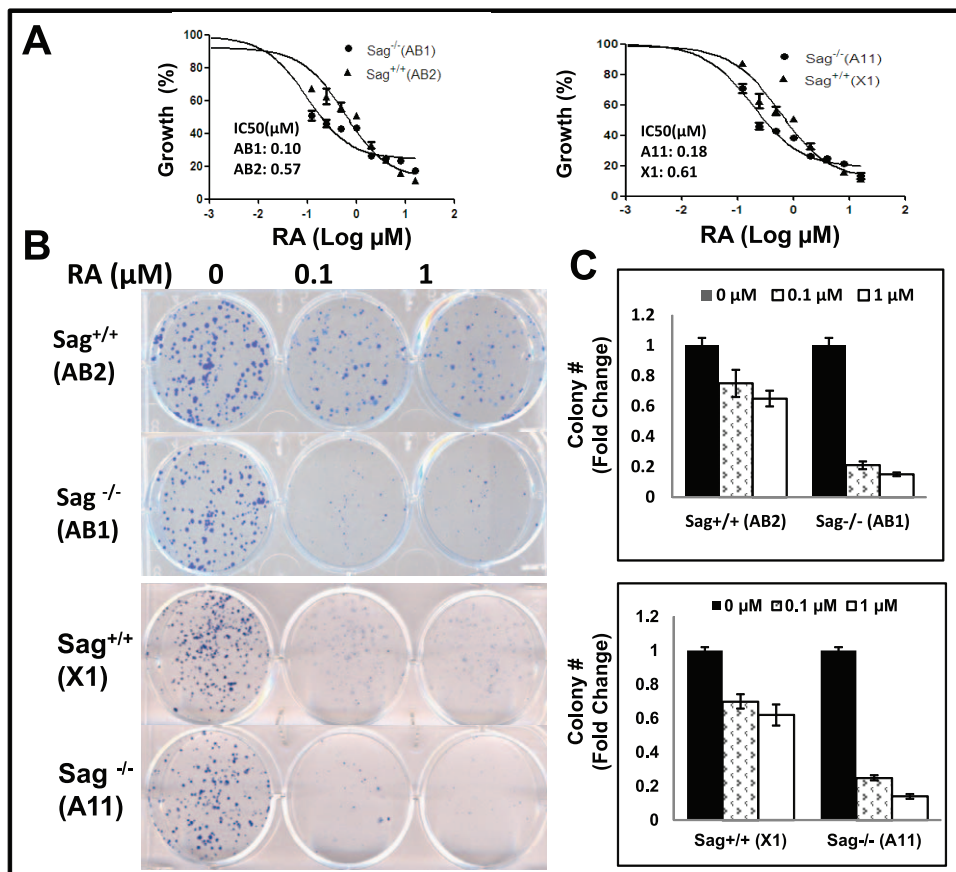 A
Growth (%)
100
80
60
40
20
0
-3
-2
-1
0
1
2
RA (Log μM)
Sag-/-(AB1)
Sag+/+(AB2)
IC50(μM)
AB1: 0.10
AB2: 0.57
Growth (%)
100
80
60
40
20
0
-3
-2
-1
0
1
2
RA (Log μM)
Sag-/-(A11)
Sag+/+(X1)
IC50(μM)
A11: 0.18
X1: 0.61
B
RA (μM) 0 0.1 1
Sag+/+
(AB2)
Sag -/-
(AB1)
Sag+/+
(X1)
Sag -/-
(A11)
C
0 μM 0.1 μM 1 μM
Colony #
(Fold Change)
1.2
1
0.8
0.6
0.4
0.2
0
Sag+/+ (AB2) Sag-/- (AB1)
0 μM 0.1 μM 1 μM
Colony #
(Fold Change)
1.2
1
0.8
0.6
0.4
0.2
0
Sag+/+ (X1) Sag-/- (A11)